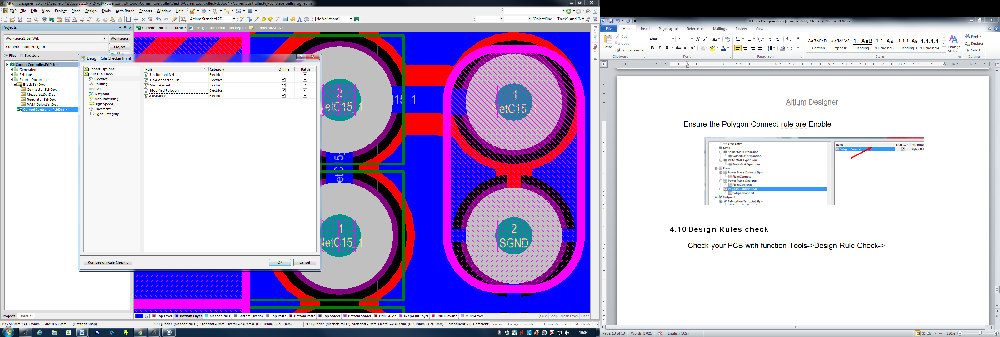 Altium Designer (16.0) - I:\Bachelor\SI\Cours\216_Pr2\PCB\PowerControl\Robot\Current Controller\Ver3_0\CurrentController.PcbDoc * - CurrentController.PrjPcb. Steve Gallay signed in.
DXP File Edit View Project Place Design Tools Auto Route Reports Window Help
Altium Standard 2D [No Variations] (ObjectKind = 'Track') And (N
Projects
CurrentController.PcbDoc * Design Rule Verification Report Connector.SchDoc
Workspace1.DsnWrk Workspace
CurrentController.PrjPcb Project
Files Structure
CurrentController.PrjPcb *
Generated
Settings
Source Documents
Block.SchDoc
Connector.SchDoc
Measures.SchDoc
Regulator.SchDoc
PWM Delay.SchDoc
CurrentController.PcbDoc *
Projects Libraries
Favorites
Clipboard
Design Rule Checker [mm]
Report Options
Rules To Check
Electrical
Routing
SMT
Testpoint
Manufacturing
High Speed
Placement
Signal Integrity
Rule Category Online Batch
Un-Routed Net Electrical
Un-Connected Pin Electrical
Short-Circuit Electrical
Modified Polygon Electrical
Clearance Electrical
Run Design Rule Check... OK Cancel
2
NetC15_1
C15_1
1
NetC15_1
etC15_
1
NetC15_1
2
SGND
LS Top Layer Bottom Layer Mechanical 1 Bottom Overlay Top Paste Bottom Paste Top Solder Bottom Solder Drill Guide Keep-Out Layer Drill Drawing Multi-Layer Snap Mask Level Clear
X:75.565mm Y:41.275mm Grid: 0.635mm (Hotspot Snap) 3D Cylinder (Mechanical 13) Standoff=0mm Overall=2.497mm (103.18mm, 66.911mm) 3D Cylinder (Mechanical 13) Standoff=0mm Overall=2.497mm (103.18mm, 66.911mm) Component R25 Comment: System Design Compiler Instruments PCB Shortcuts >>
10:03
Altium Designer.docx [Compatibility Mode] - Microsoft Word
File Home Insert Page Layout References Mailings Review View
Paste
Cut
Copy
Format Painter
Clipboard
Arial 12
Font
Paragraph
AaBbCcD AaBbCcI 1. AaB 1.1 Aal 1.1.1 Aa 1.1.1.1
¶ Caption Emphasis ¶ Heading 1 ¶ Heading 2 ¶ Heading 3 ¶ Heading 4
Styles
Change Styles
Find
Replace
Select
Editing
Altium Designer
Ensure the Polygon Connect rule are Enable
SMD Entry
Mask
Solder Mask Expansion
SolderMaskExpansion
Paste Mask Expansion
PasteMaskExpansion
Plane
Power Plane Connect Style
PlaneConnect
Power Plane Clearance
PlaneClearance
Polygon Connect Style
PolygonConnect
Testpoint
Fabrication Testpoint Style
Name Enabl... Attribute
PolygonConnect Style - Rel
4.10 Design Rules check
Check your PCB with function Tools->Design Rule Check->
Page: 13 of 13 Words: 1'021 English (U.S.) 150%